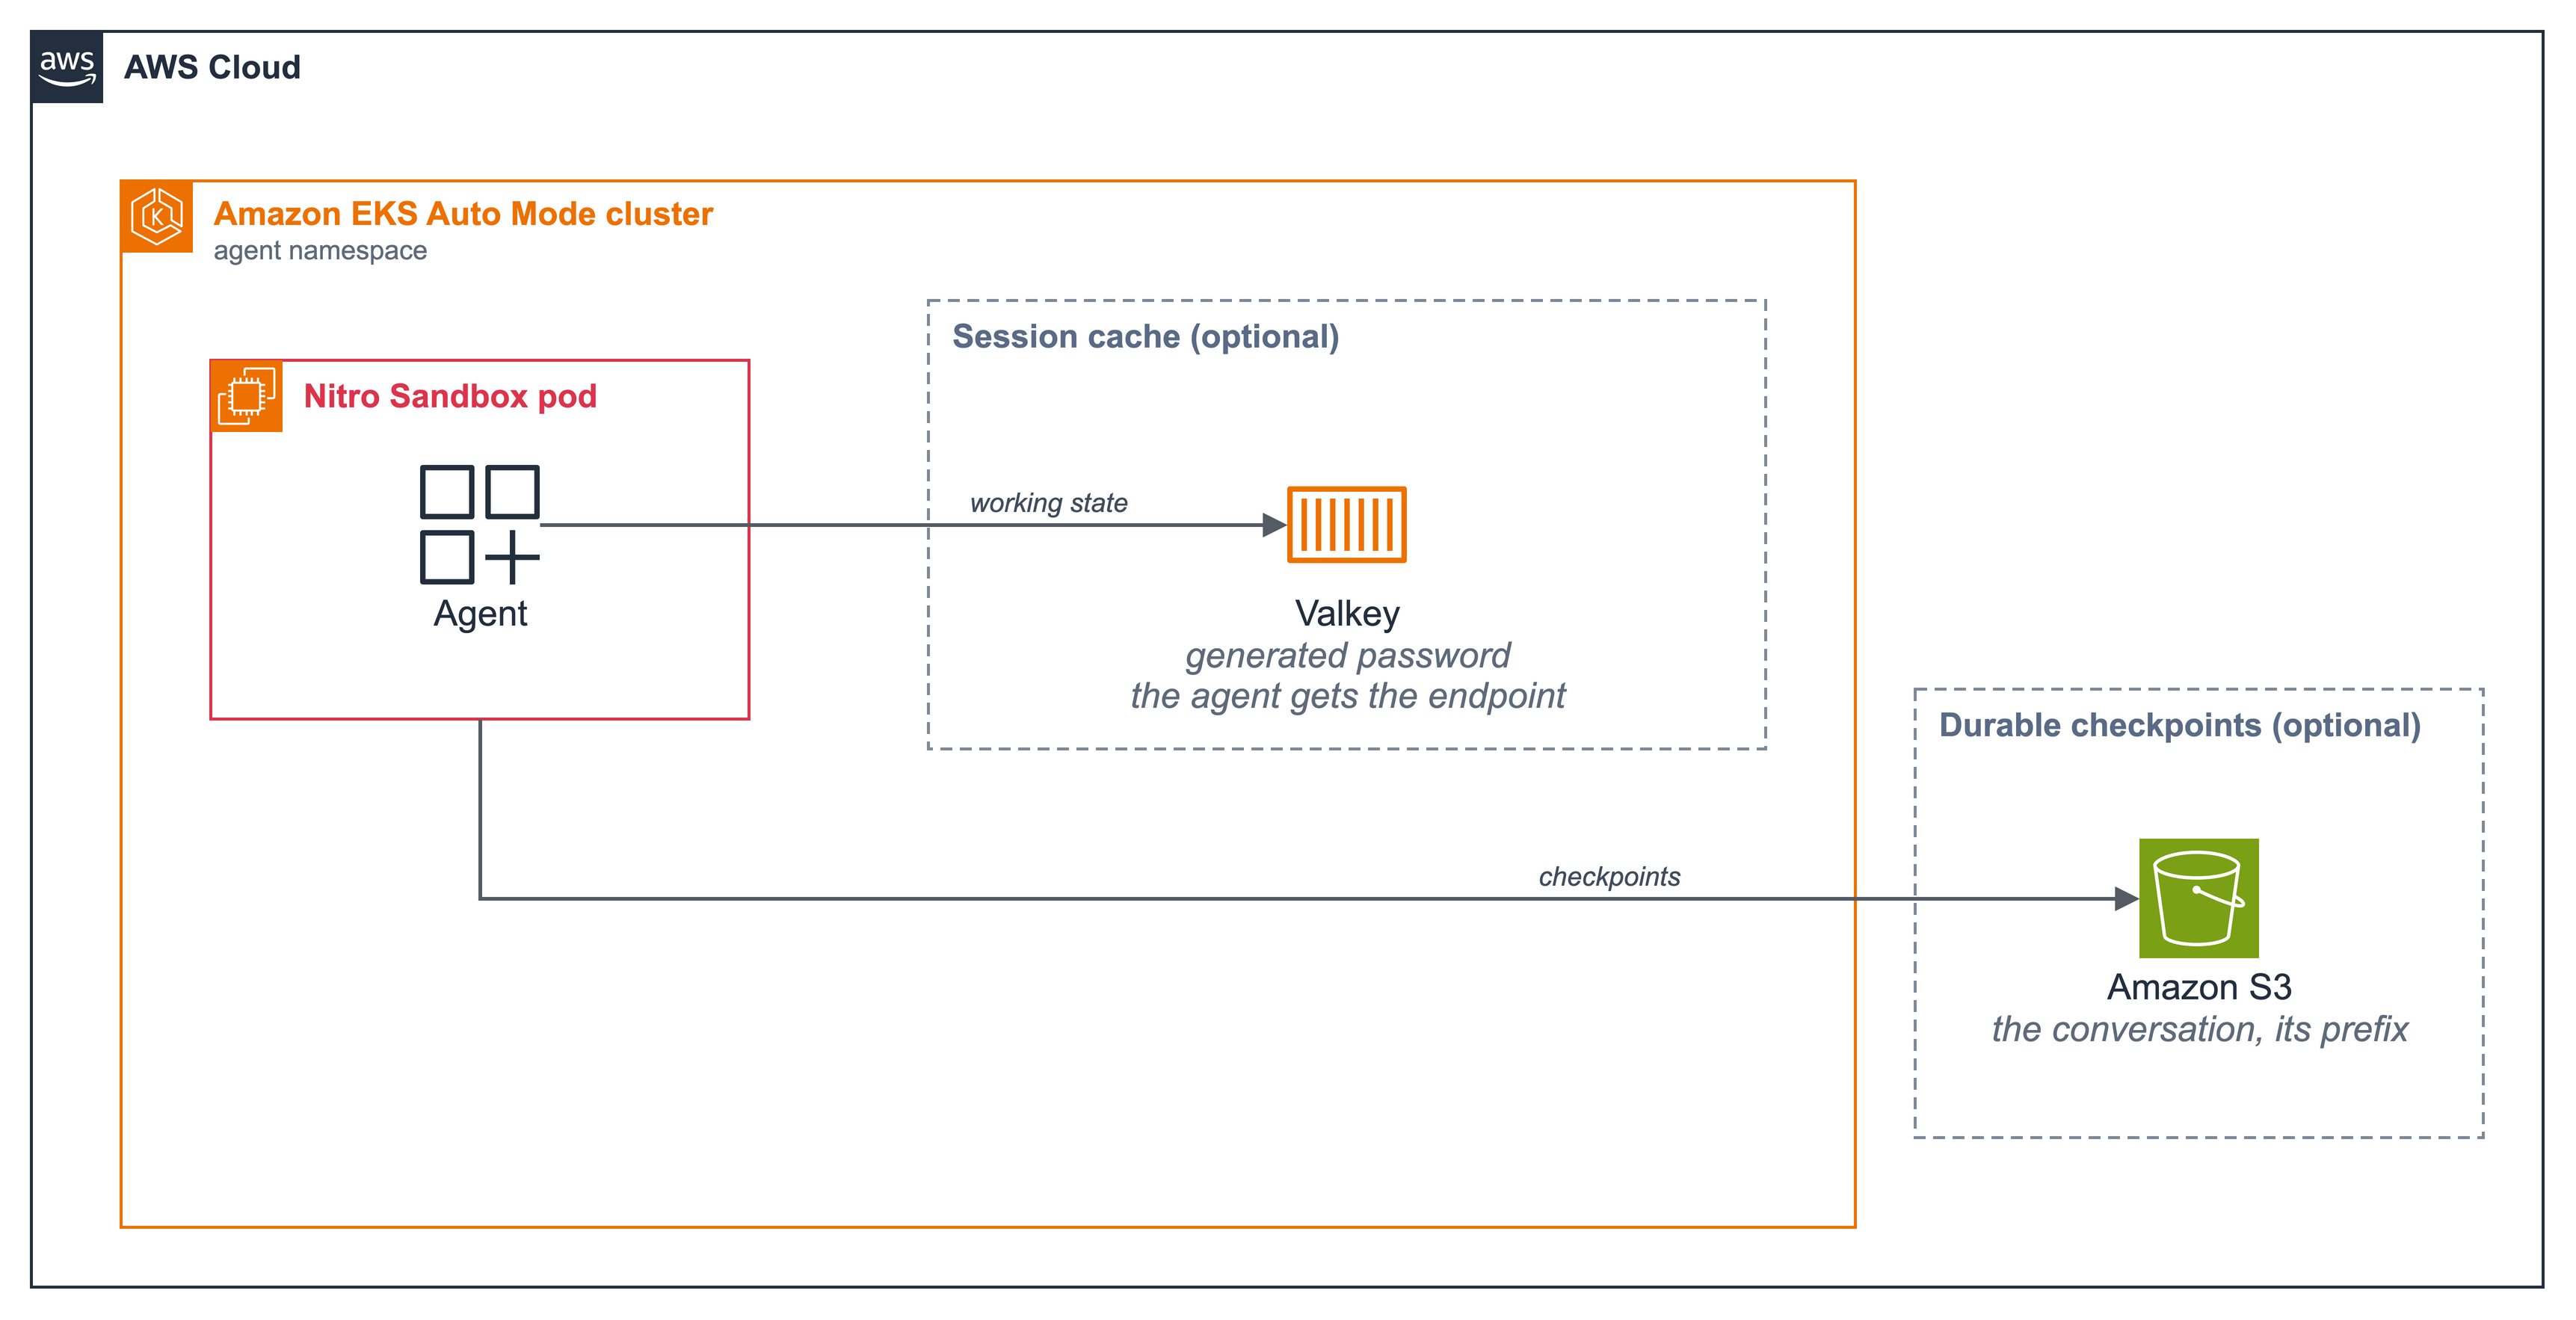 aws
AWS Cloud
Amazon EKS Auto Mode cluster
agent namespace
K
Session cache (optional)
Nitro Sandbox pod
working state
Agent
Valkey
generated password
the agent gets the endpoint
Durable checkpoints (optional)
checkpoints
Amazon S3
the conversation, its prefix